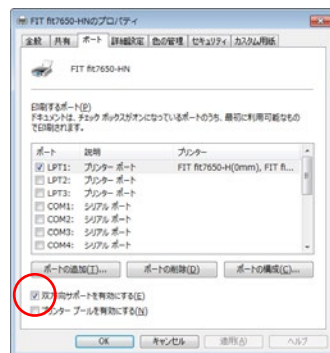 FIT fit7650-HNのプロパティ
全般 共有 ポート 詳細設定 色の管理 セキュリティ カスタム用紙
FIT fit7650-HN
印刷するポート(P)
ドキュメントは、チェック ボックスがオンになっているポートのうち、最初に利用可能なもの
で印刷されます。
ポート 説明 プリンター
LPT1: プリンター ポート FIT fit7650-H(0mm), FIT fi...
LPT2: プリンター ポート
LPT3: プリンター ポート
COM1: シリアル ポート
COM2: シリアル ポート
COM3: シリアル ポート
COM4: シリアル ポート
ポートの追加(T)... ポートの削除(D) ポートの構成(C)...
双方向サポートを有効にする(E)
プリンター プールを有効にする(N)
OK キャンセル 適用(A) ヘルプ